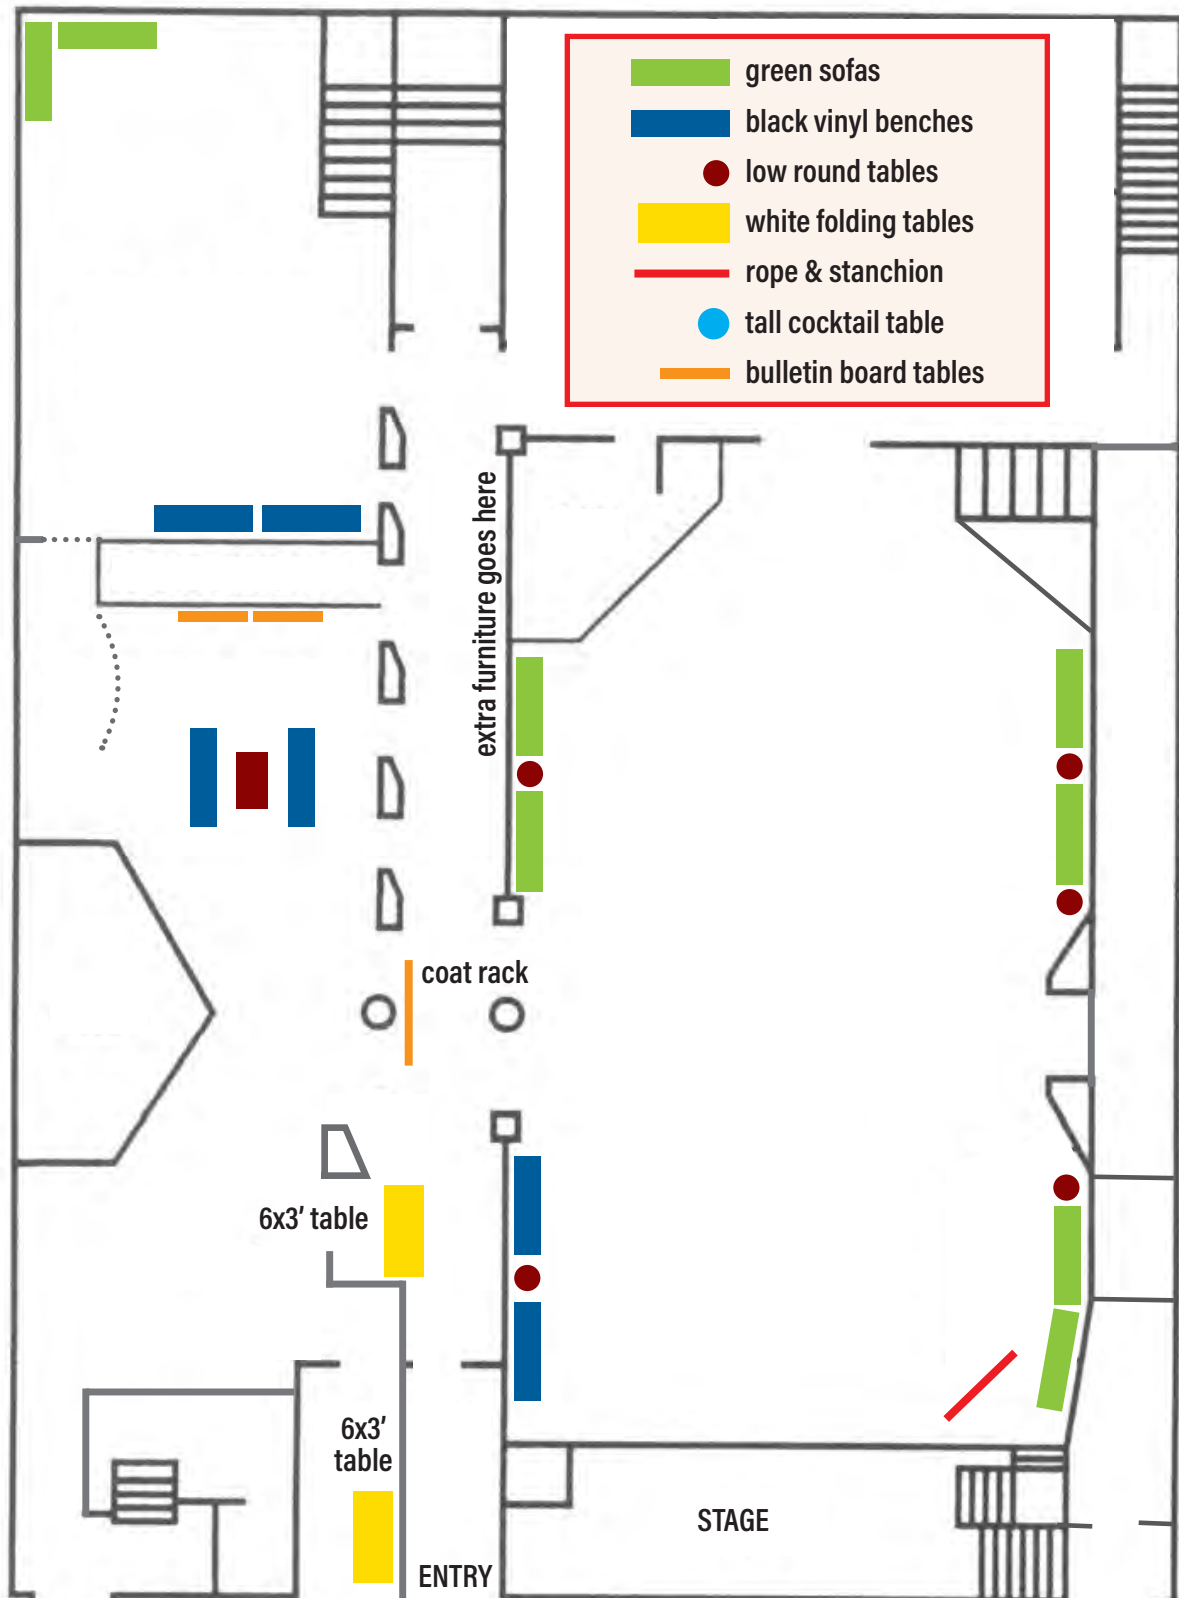 green sofas
black vinyl benches
low round tables
white folding tables
rope & stanchion
tall cocktail table
bulletin board tables
extra furniture goes here
coat rack
6x3' table
6x3'
table
STAGE
ENTRY